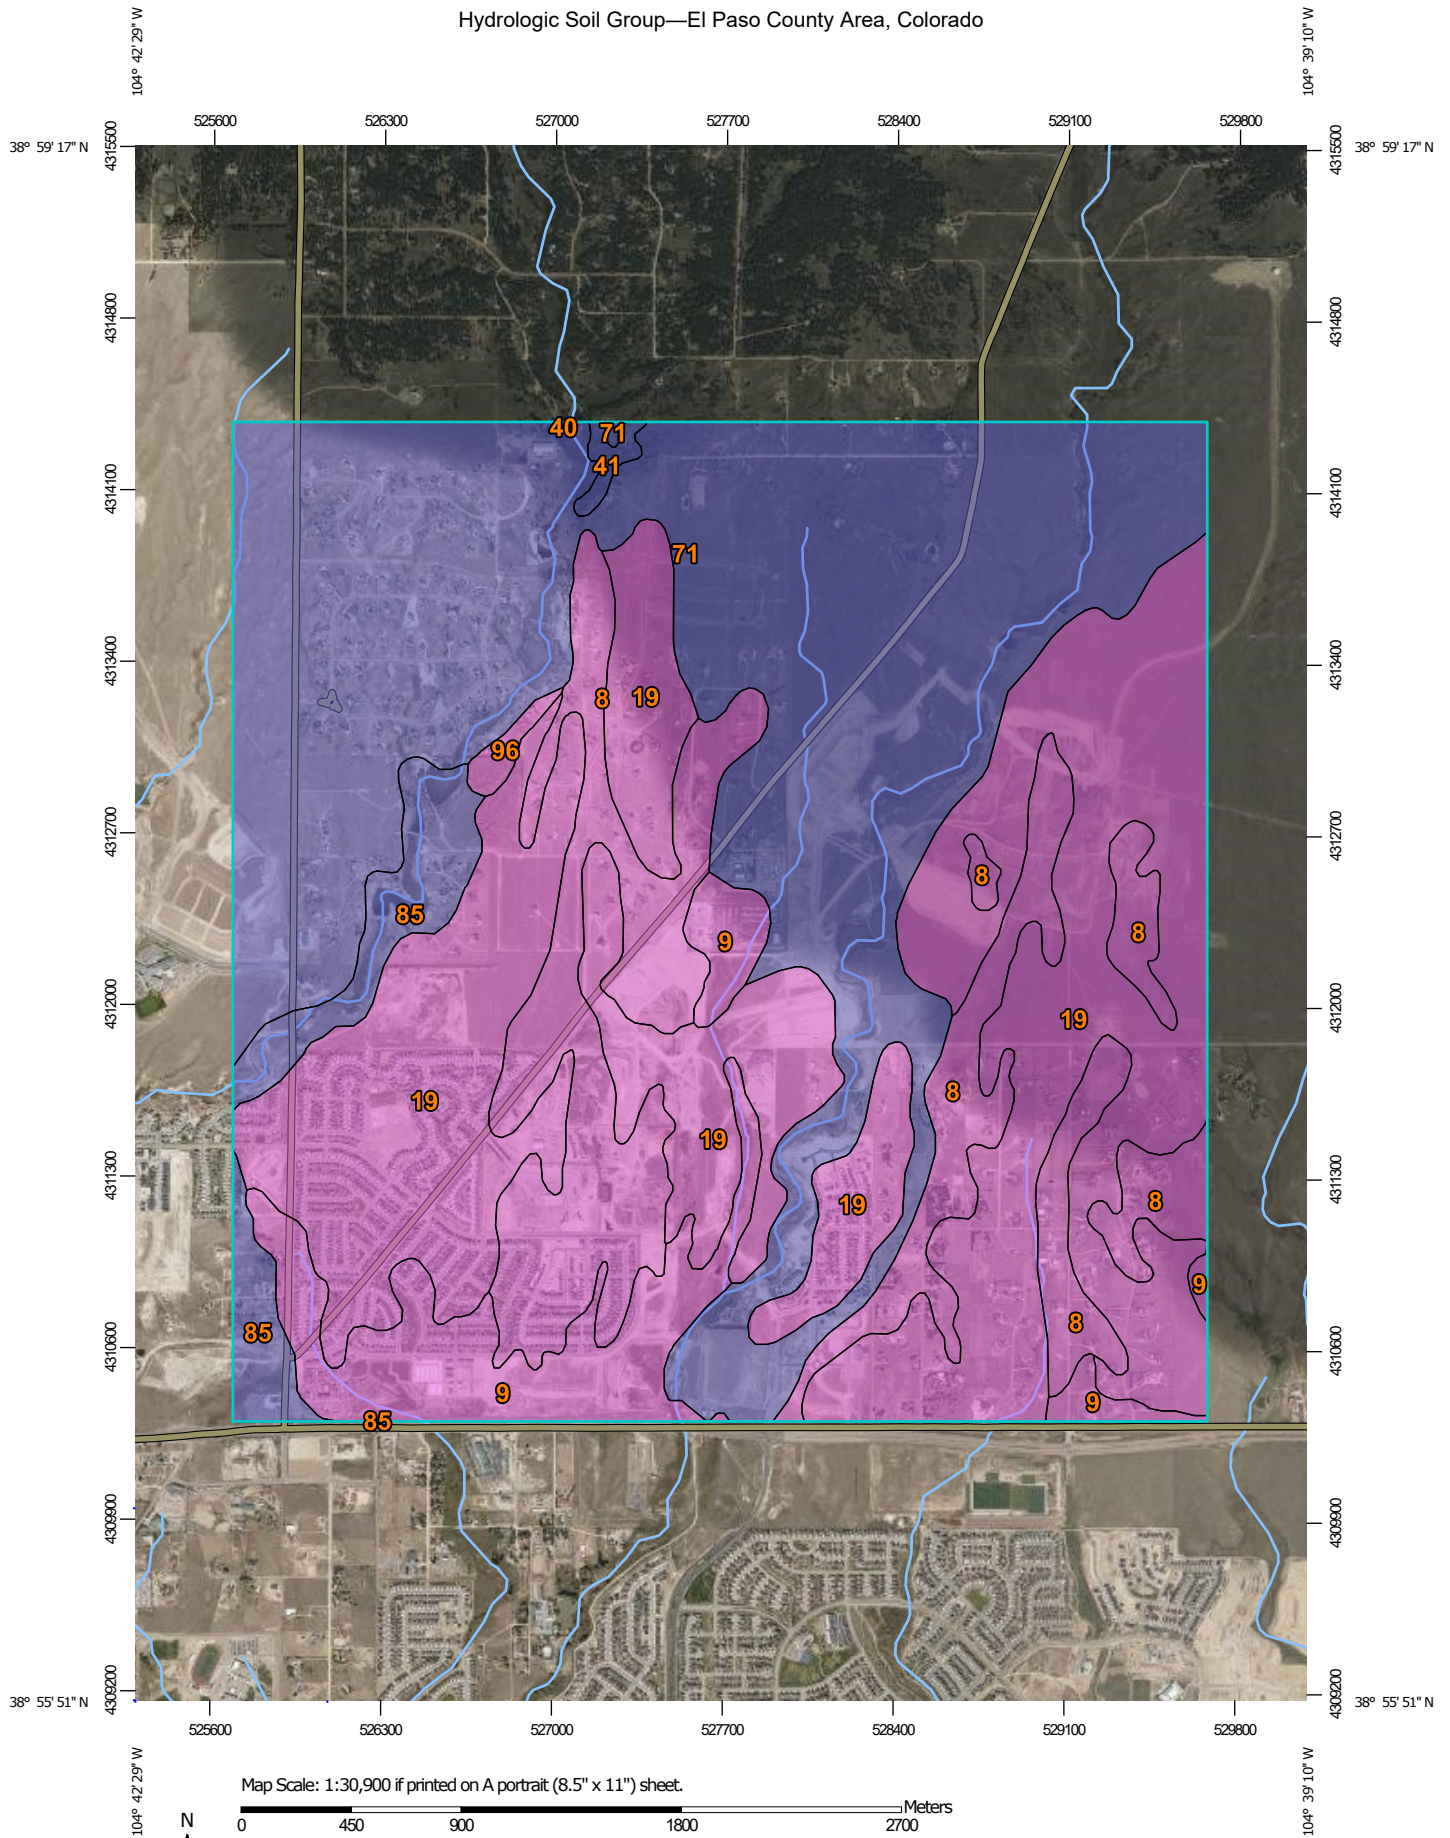 Hydrologic Soil Group—El Paso County Area, Colorado
104° 42' 29'' W
104° 39' 10'' W
525600 526300 527000 527700 528400 529100 529800
38° 59' 17'' N
38° 59' 17'' N
4315500
4315500
4314800
4314800
40
71
41
4314100
4314100
71
4313400
4313400
8
19
96
4312700
4312700
8
85
9
8
4312000
4312000
19
19
8
19
4311300
4311300
19
8
9
85
8
4310600
4310600
9
9
85
4309900
4309900
4309200
4309200
38° 55' 51'' N
38° 55' 51'' N
525600 526300 527000 527700 528400 529100 529800
104° 42' 29'' W
104° 39' 10'' W
Map Scale: 1:30,900 if printed on A portrait (8.5" x 11") sheet.
Meters
N
0 450 900 1800 2700